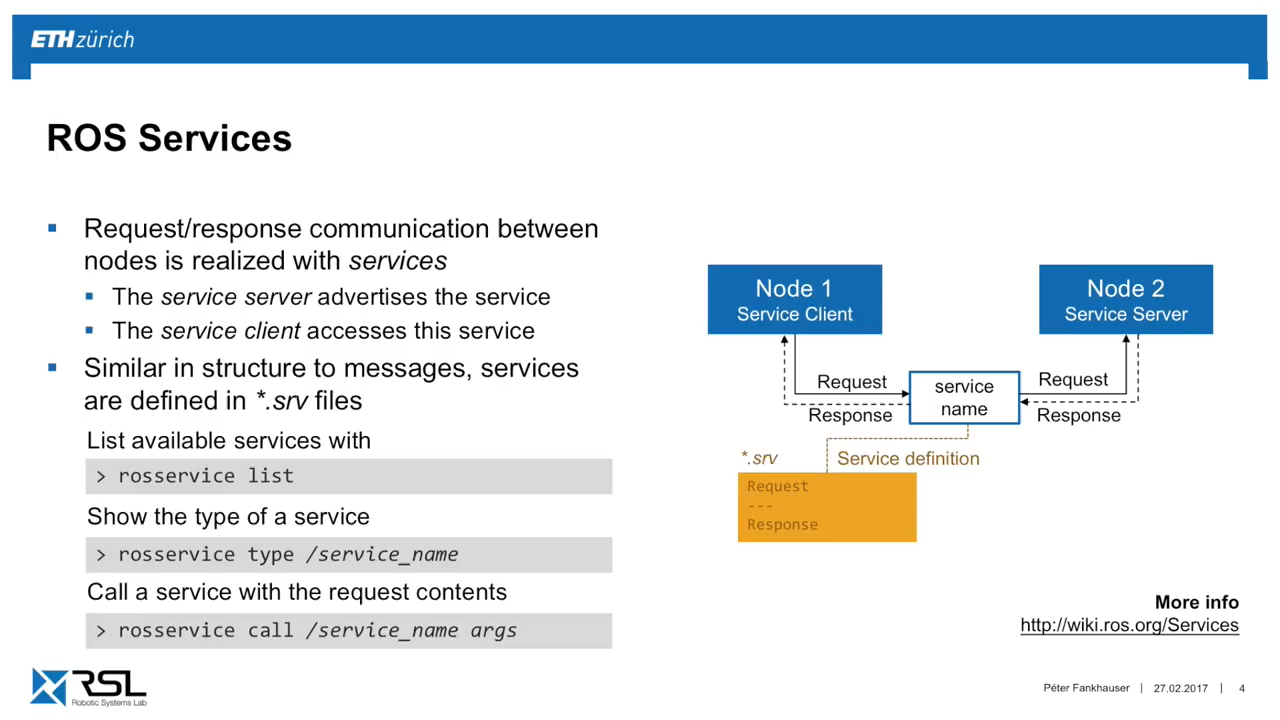 ETH zürich
ROS Services
Request/response communication between
nodes is realized with services
The service server advertises the service
The service client accesses this service
Similar in structure to messages, services
are defined in *.srv files
List available services with
> rosservice list
Show the type of a service
> rosservice type /service_name
Call a service with the request contents
> rosservice call /service_name args
Node 1
Service Client
Node 2
Service Server
Request
Response
service
name
Request
Response
*.srv
Service definition
Request
---
Response
More info
http://wiki.ros.org/Services
RSL
Robotic Systems Lab
Péter Fankhauser | 27.02.2017 | 4